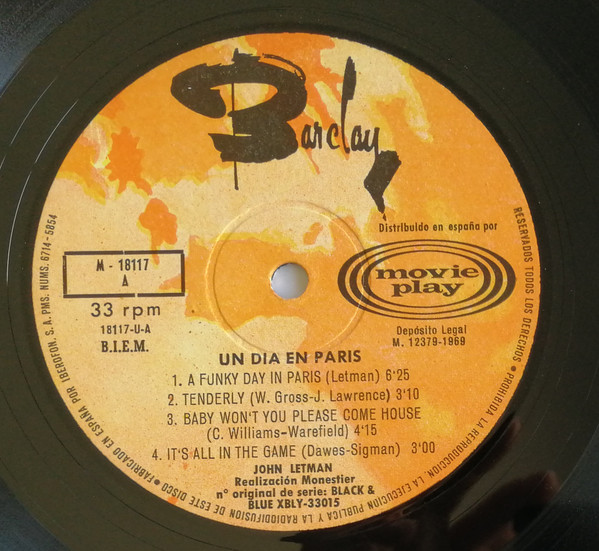 Barclay
Distribuido en españa por
movie
play
Depósito Legal
M. 12379-1969
M - 18117
A
33 rpm
18117-U-A
B.I.E.M.
UN DIA EN PARIS
1. A FUNKY DAY IN PARIS (Letman) 6'25
2. TENDERLY (W. Gross-J. Lawrence) 3'10
3. BABY WON'T YOU PLEASE COME HOUSE
(C. Williams-Warefield) 4'15
4. IT'S ALL IN THE GAME (Dawes-Sigman) 3'00
JOHN LETMAN
Realización Monestier
nº original de serie: BLACK &
BLUE XBLY-33015
FABRICADO EN ESPAÑA POR IBEROFON. S. A. PMS. NUMS. 6714-5854
RESERVADOS TODOS LOS DERECHOS • PROHIBIDA LA REPRODUCCION, LA EJECUCION PUBLICA Y LA RADIODIFUSION DE ESTE DISCO •